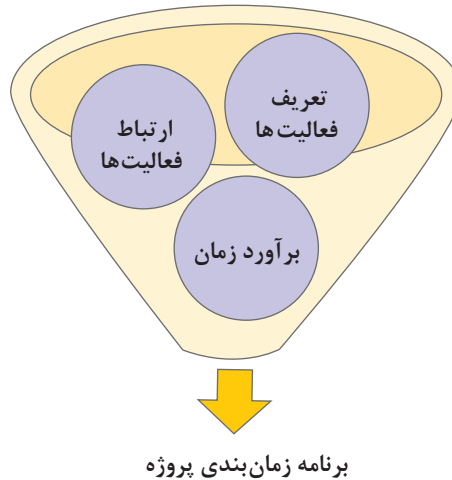 تعریف
فعالیت‌ها
ارتباط
فعالیت‌ها
برآورد زمان
برنامه زمان‌بندی پروژه